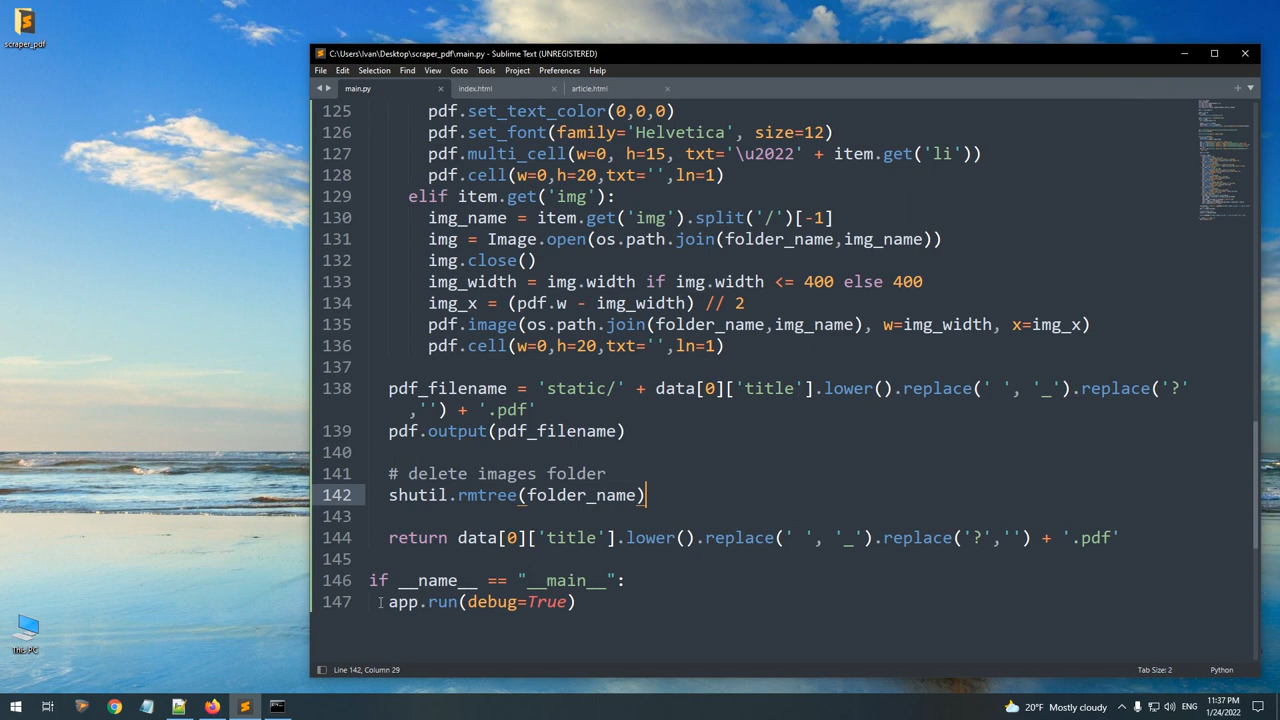 scraper_pdf
C:\Users\Ivan\Desktop\scraper_pdf\main.py - Sublime Text (UNREGISTERED)
File Edit Selection Find View Goto Tools Project Preferences Help
main.py index.html article.html
125 pdf.set_text_color(0,0,0)
126 pdf.set_font(family='Helvetica', size=12)
127 pdf.multi_cell(w=0, h=15, txt='\u2022' + item.get('li'))
128 pdf.cell(w=0,h=20,txt='',ln=1)
129 elif item.get('img'):
130 img_name = item.get('img').split('/')[-1]
131 img = Image.open(os.path.join(folder_name,img_name))
132 img.close()
133 img_width = img.width if img.width <= 400 else 400
134 img_x = (pdf.w - img_width) // 2
135 pdf.image(os.path.join(folder_name,img_name), w=img_width, x=img_x)
136 pdf.cell(w=0,h=20,txt='',ln=1)
137
138 pdf_filename = 'static/' + data[0]['title'].lower().replace(' ', '_').replace('?'
,'') + '.pdf'
139 pdf.output(pdf_filename)
140
141 # delete images folder
142 shutil.rmtree(folder_name)
143
144 return data[0]['title'].lower().replace(' ', '_').replace('?','') + '.pdf'
145
146 if __name__ == "__main__":
147 app.run(debug=True)
This PC
Line 142, Column 29 Tab Size: 2 Python
20°F Mostly cloudy ENG 11:37 PM
1/24/2022